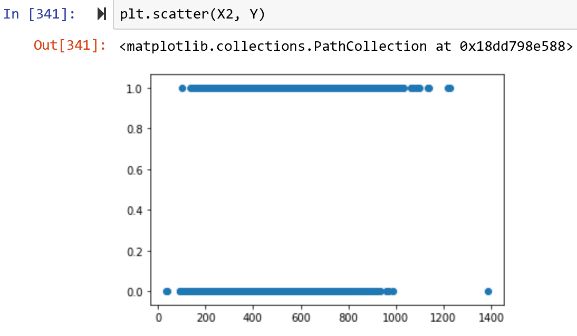 In [341]: plt.scatter(X2, Y)
Out[341]: <matplotlib.collections.PathCollection at 0x18dd798e588>
1.0
0.8
0.6
0.4
0.2
0.0
0 200 400 600 800 1000 1200 1400